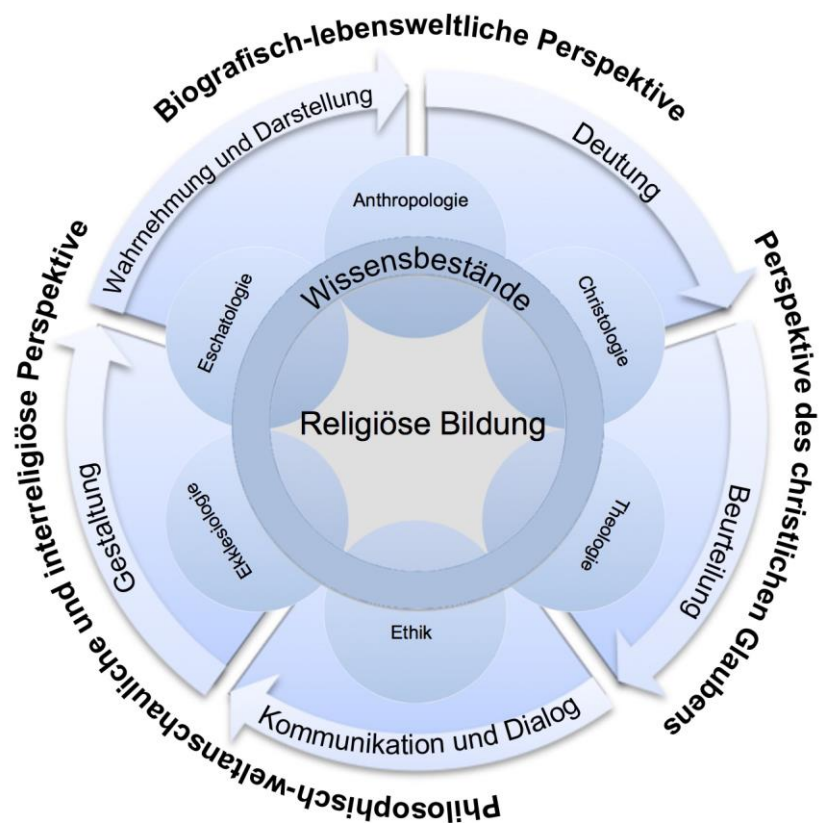 Biografisch-lebensweltliche Perspektive
Wahrnehmung und Darstellung
Deutung
Anthropologie
Wissensbestände
Eschatologie
Christologie
Perspektive des christlichen Glaubens
Religiöse Bildung
Ekklesiologie
Theologie
Gestaltung
Beurteilung
Ethik
Kommunikation und Dialog
Philosophisch-weltanschauliche und interreligiöse Perspektive